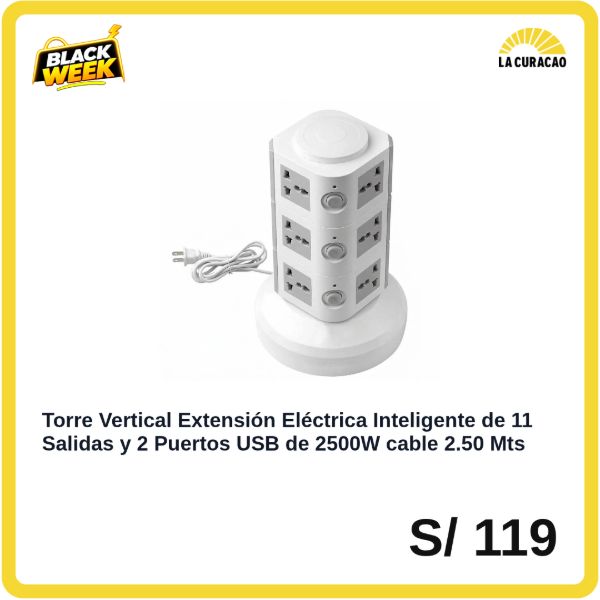 BLACK
WEEK
LA CURACAO
Torre Vertical Extensión Eléctrica Inteligente de 11
Salidas y 2 Puertos USB de 2500W cable 2.50 Mts
S/ 119